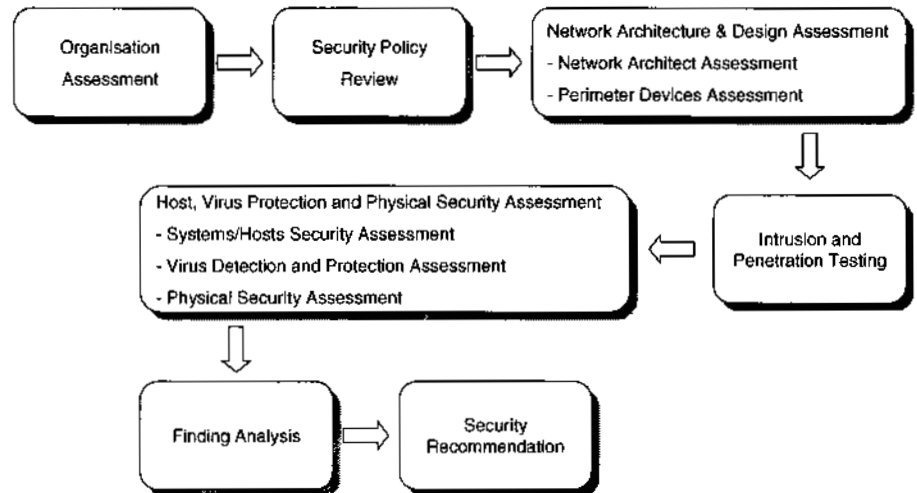 Organisation
Assessment
Security Policy
Review
Network Architecture & Design Assessment
- Network Architect Assessment
- Perimeter Devices Assessment
Intrusion and
Penetration Testing
Host, Virus Protection and Physical Security Assessment
- Systems/Hosts Security Assessment
- Virus Detection and Protection Assessment
- Physical Security Assessment
Finding Analysis
Security
Recommendation